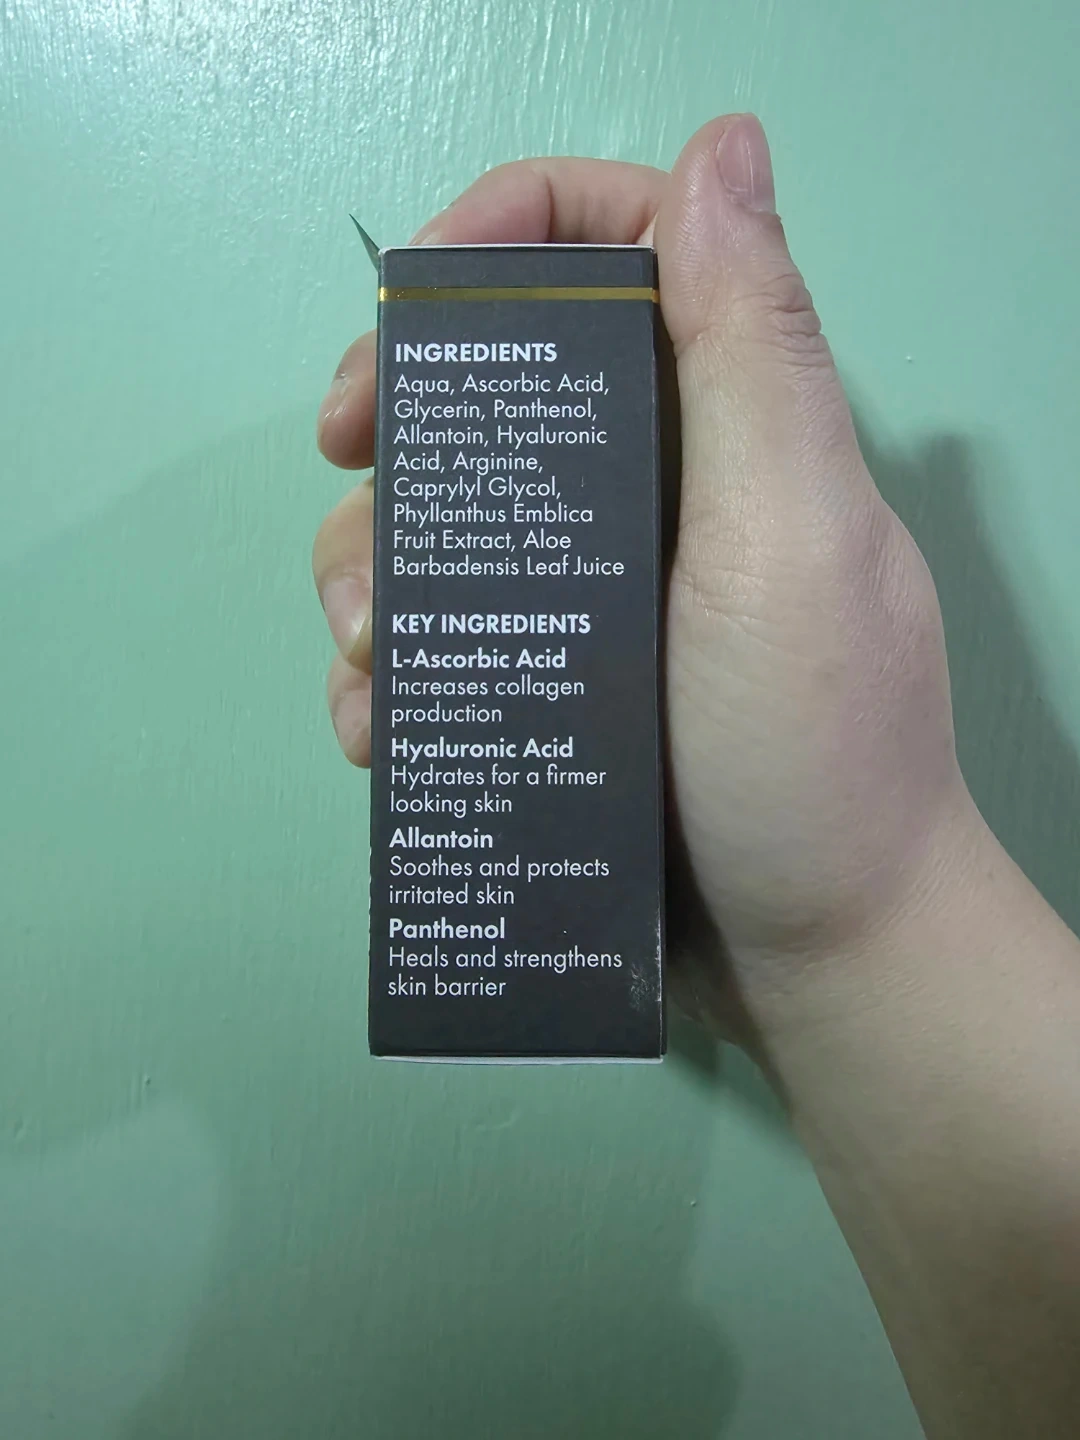 INGREDIENTS
Aqua, Ascorbic Acid,
Glycerin, Panthenol,
Allantoin, Hyaluronic
Acid, Arginine,
Caprylyl Glycol,
Phyllanthus Emblica
Fruit Extract, Aloe
Barbadensis Leaf Juice
KEY INGREDIENTS
L-Ascorbic Acid
Increases collagen
production
Hyaluronic Acid
Hydrates for a firmer
looking skin
Allantoin
Soothes and protects
irritated skin
Panthenol
Heals and strengthens
skin barrier